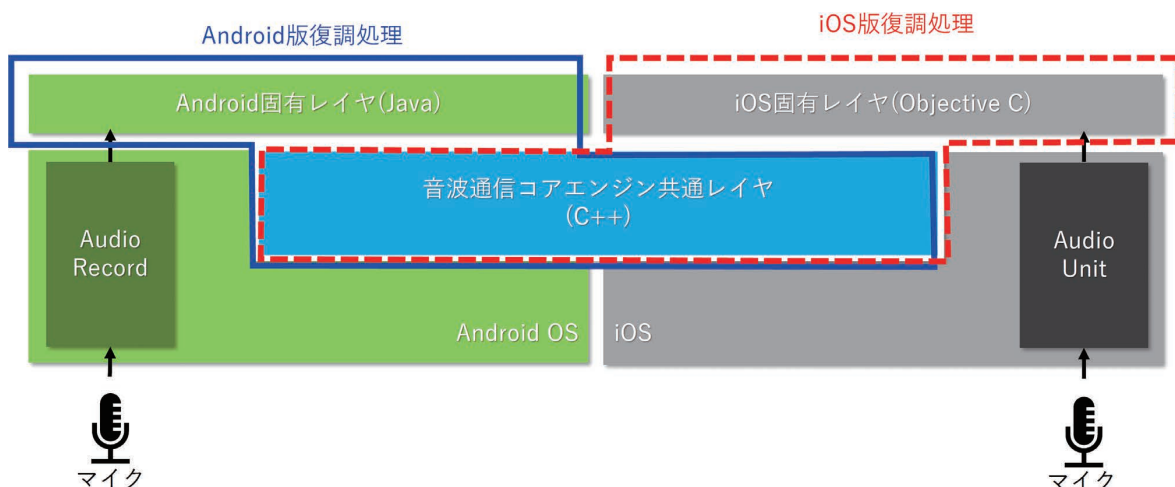 Android版復調処理
iOS版復調処理
Android固有レイヤ(Java)
iOS固有レイヤ(Objective C)
音波通信コアエンジン共通レイヤ
(C++)
Audio
Record
Audio
Unit
Android OS
iOS
マイク
マイク